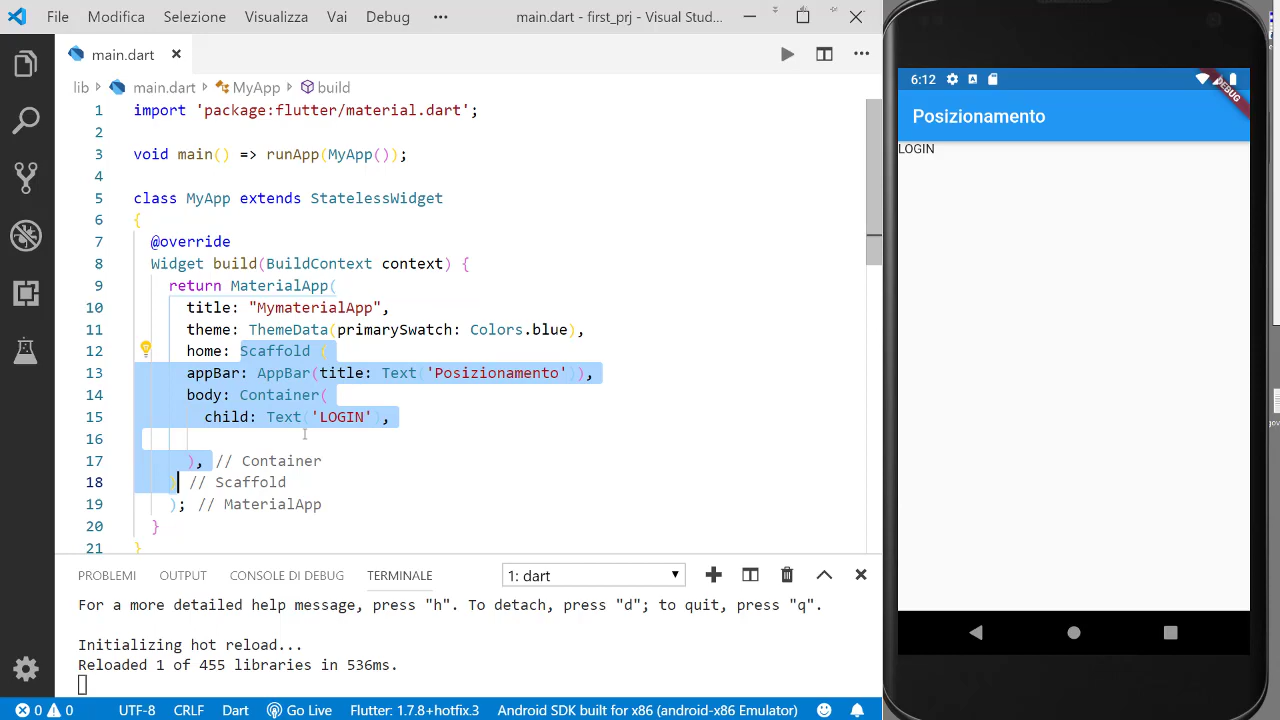 File Modifica Selezione Visualizza Vai Debug ••• main.dart - first_prj - Visual Stud...
main.dart
lib > main.dart > MyApp > build
1 import 'package:flutter/material.dart';
2
3 void main() => runApp(MyApp());
4
5 class MyApp extends StatelessWidget
6 {
7 @override
8 Widget build(BuildContext context) {
9 return MaterialApp(
10 title: "MymaterialApp",
11 theme: ThemeData(primarySwatch: Colors.blue),
12 home: Scaffold (
13 appBar: AppBar(title: Text('Posizionamento')),
14 body: Container(
15 child: Text('LOGIN'),
16
17 ), // Container
18 ) // Scaffold
19 ); // MaterialApp
20 }
21 }
PROBLEMI OUTPUT CONSOLE DI DEBUG TERMINALE 1: dart
For a more detailed help message, press "h". To detach, press "d"; to quit, press "q".
Initializing hot reload...
Reloaded 1 of 455 libraries in 536ms.
0 0 UTF-8 CRLF Dart Go Live Flutter: 1.7.8+hotfix.3 Android SDK built for x86 (android-x86 Emulator)
6:12
DEBUG
Posizionamento
LOGIN